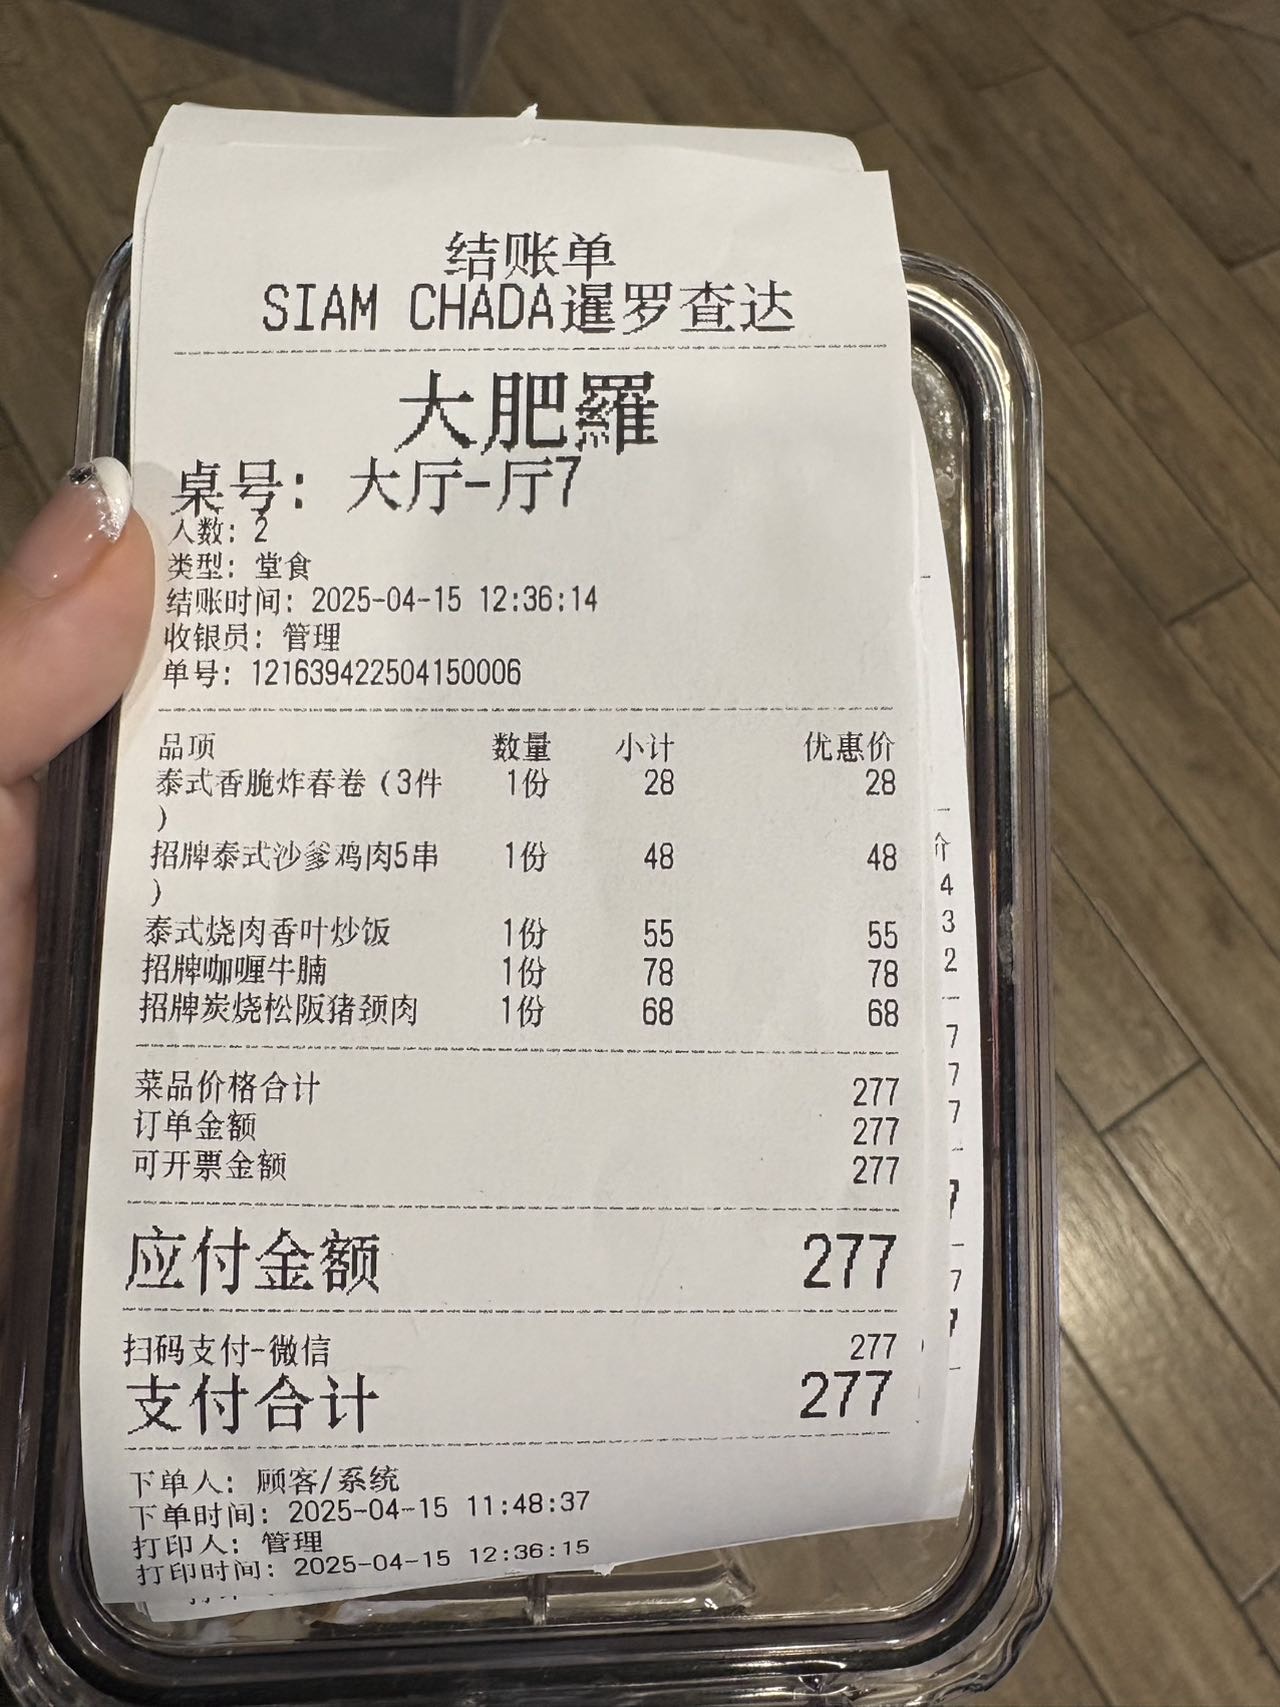 结账单
SIAM CHADA暹罗查达
大肥羅
桌号: 大厅-厅7
人数: 2
类型: 堂食
结账时间: 2025-04-15 12:36:14
收银员: 管理
单号: 121639422504150006
品项 数量 小计 优惠价
泰式香脆炸春卷（3件 1份 28 28
）
招牌泰式沙爹鸡肉5串 1份 48 48
）
泰式烧肉香叶炒饭 1份 55 55
招牌咖喱牛腩 1份 78 78
招牌炭烧松阪猪颈肉 1份 68 68
菜品价格合计 277
订单金额 277
可开票金额 277
应付金额 277
扫码支付-微信 277
支付合计 277
下单人: 顾客/系统
下单时间: 2025-04-15 11:48:37
打印人: 管理
打印时间: 2025-04-15 12:36:15